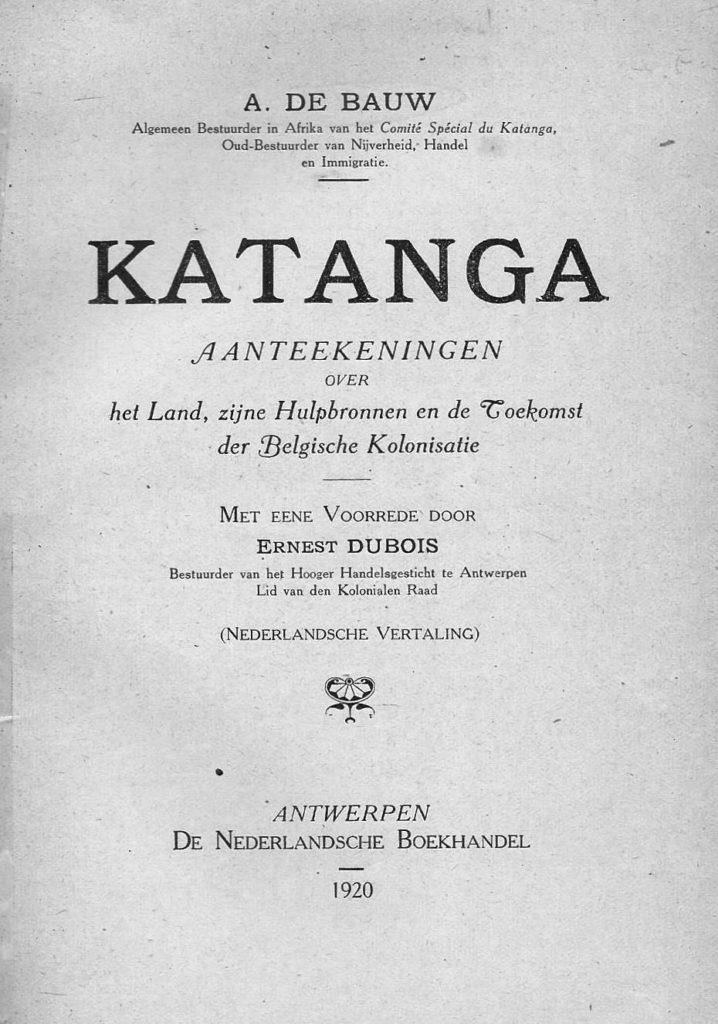 A. DE BAUW
Algemeen Bestuurder in Afrika van het Comité Spécial du Katanga,
Oud-Bestuurder van Nijverheid, Handel
en Immigratie.
KATANGA
AANTEEKENINGEN
OVER
het Land, zijne Hulpbronnen en de Toekomst
der Belgische Kolonisatie
MET EENE VOORREDE DOOR
ERNEST DUBOIS
Bestuurder van het Hooger Handelsgesticht te Antwerpen
Lid van den Kolonialen Raad
(NEDERLANDSCHE VERTALING)
ANTWERPEN
DE NEDERLANDSCHE BOEKHANDEL
1920